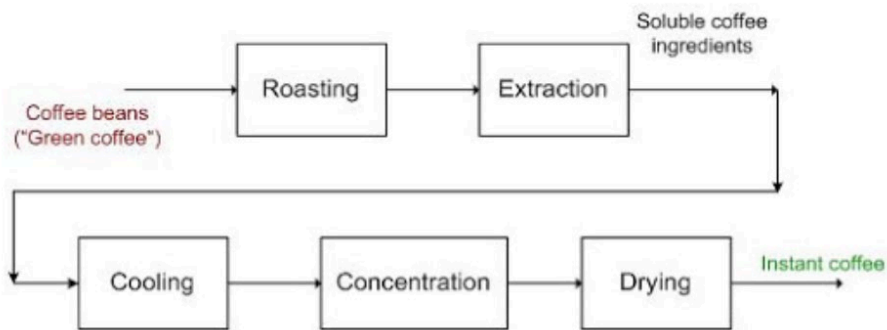 Soluble coffee
ingredients
Roasting
Extraction
Coffee beans
("Green coffee")
Cooling
Concentration
Drying
Instant coffee